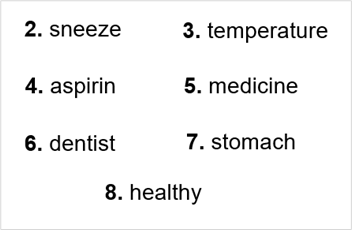 2. sneeze 3. temperature
4. aspirin 5. medicine
6. dentist 7. stomach
8. healthy